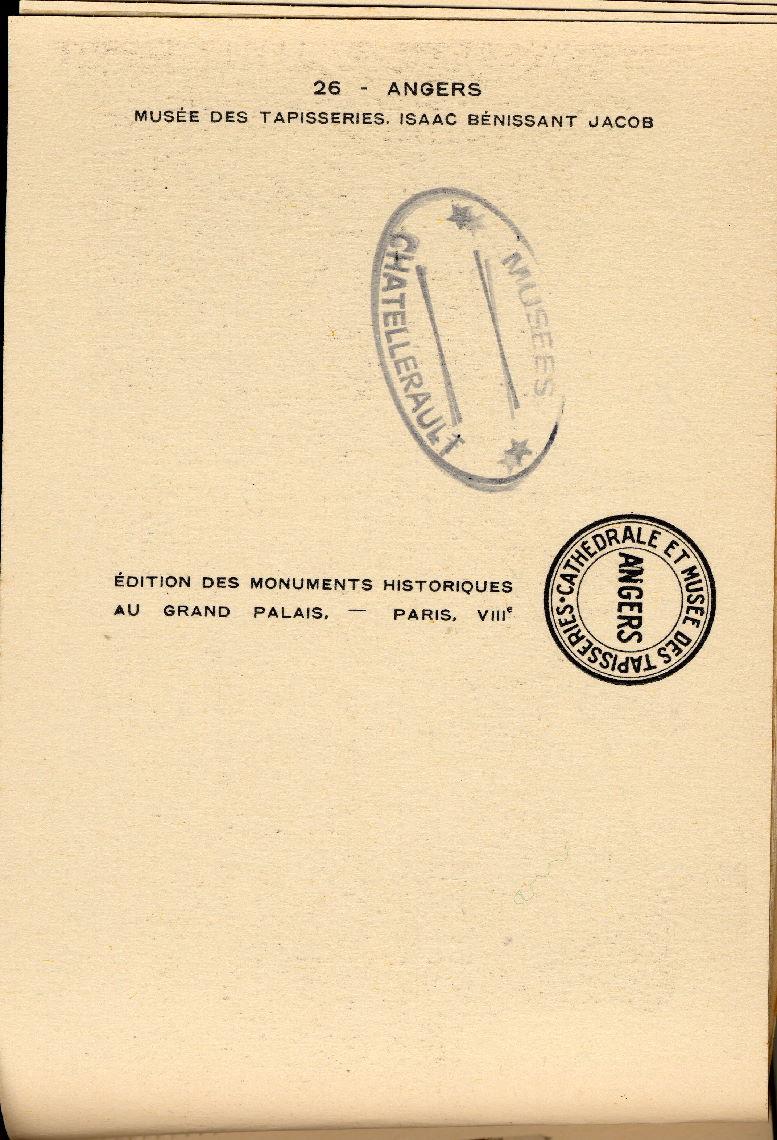 26 - ANGERS
MUSÉE DES TAPISSERIES. ISAAC BÉNISSANT JACOB
MUSEES
CHATELLERAULT
ÉDITION DES MONUMENTS HISTORIQUES
AU GRAND PALAIS. — PARIS. VIIIe
CATHÉDRALE ET MUSÉE DES TAPISSERIES•
ANGERS